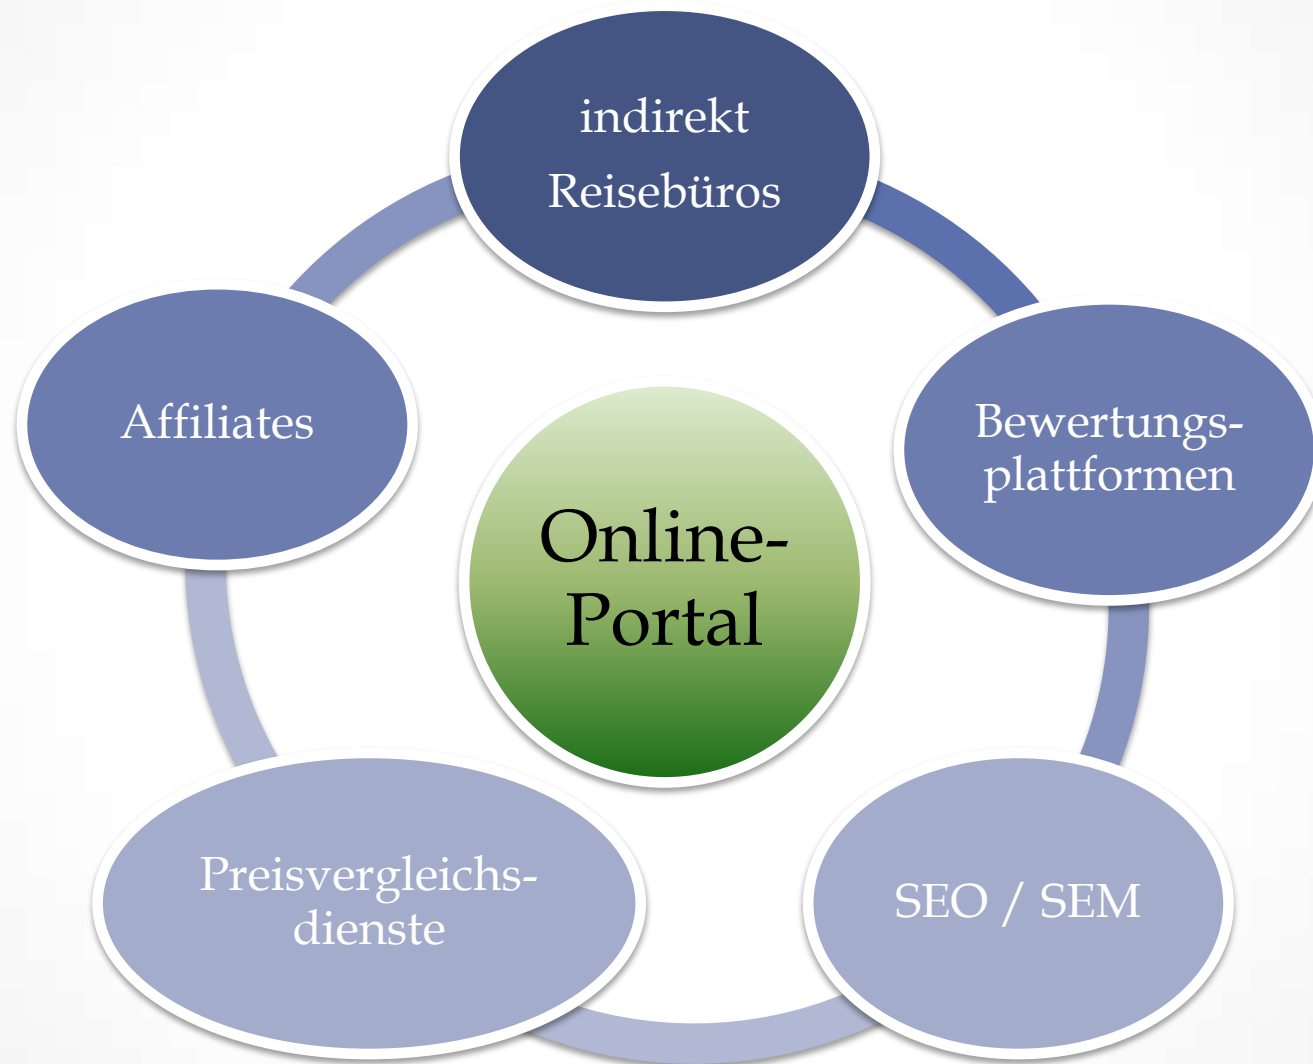 indirekt
Reisebüros
Affiliates
Bewertungs-
plattformen
Online-
Portal
Preisvergleichs-
dienste
SEO / SEM